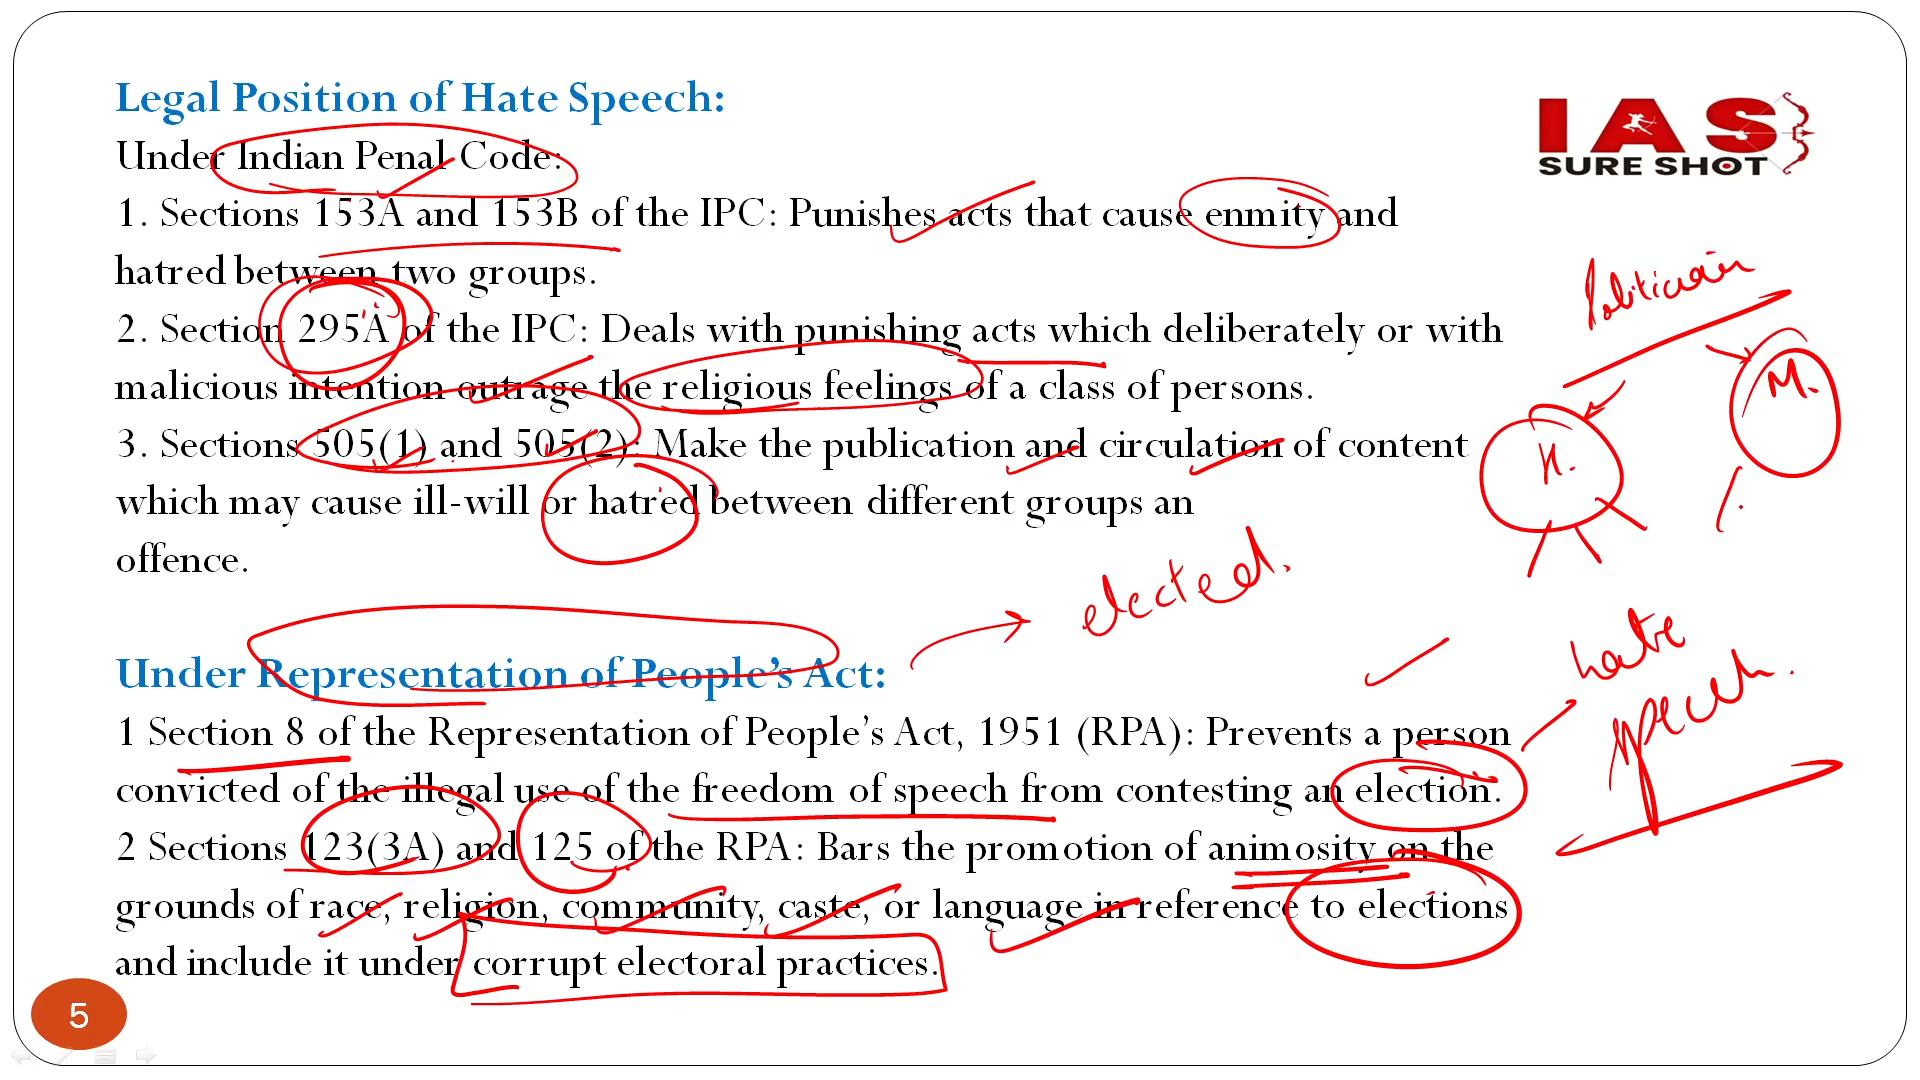 Legal Position of Hate Speech:
IAS
SURE SHOT
Under Indian Penal Code:
1. Sections 153A and 153B of the IPC: Punishes acts that cause enmity and
hatred between two groups.
Politician
2. Section 295A of the IPC: Deals with punishing acts which deliberately or with
malicious intention outrage the religious feelings of a class of persons.
M.
H.
3. Sections 505(1) and 505(2): Make the publication and circulation of content
which may cause ill-will or hatred between different groups an
offence.
elected.
hate
speech.
Under Representation of People's Act:
1 Section 8 of the Representation of People's Act, 1951 (RPA): Prevents a person
convicted of the illegal use of the freedom of speech from contesting an election.
2 Sections 123(3A) and 125 of the RPA: Bars the promotion of animosity on the
grounds of race, religion, community, caste, or language in reference to elections
and include it under corrupt electoral practices.
5